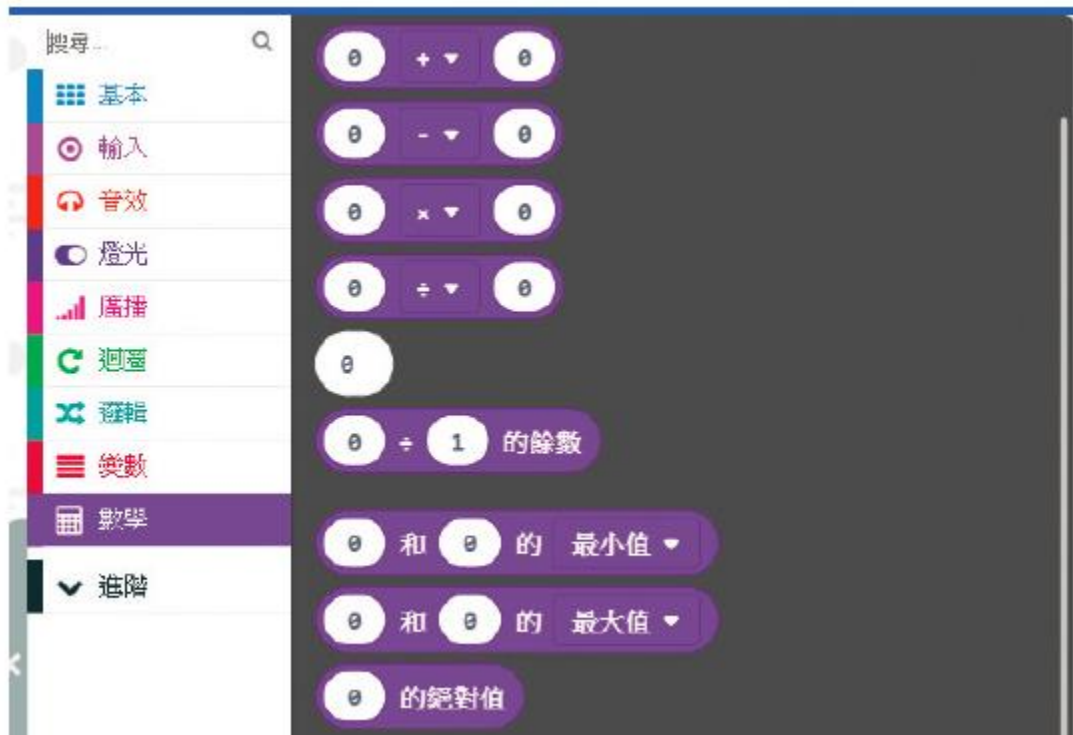 搜尋...
基本
輸入
音效
燈光
廣播
迴圈
邏輯
變數
數學
進階
0 + 0
0 - 0
0 × 0
0 ÷ 0
0
0 ÷ 1 的餘數
0 和 0 的 最小值
0 和 0 的 最大值
0 的絕對值